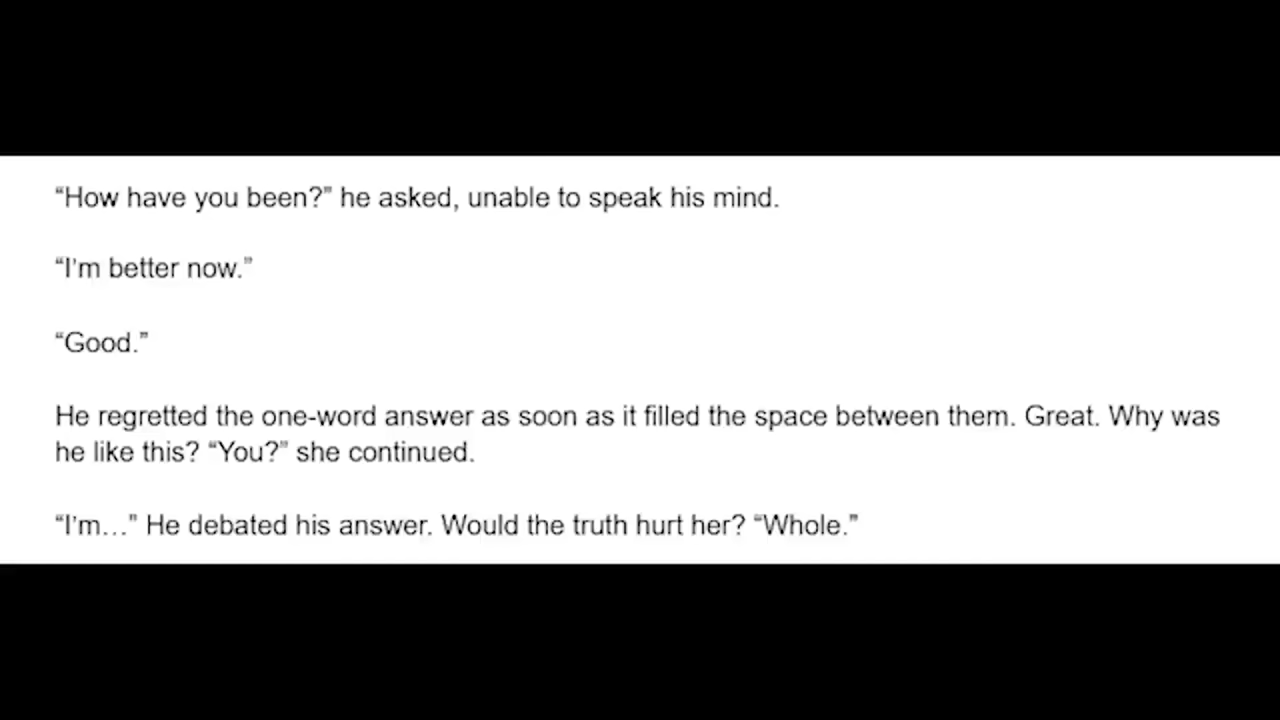 “How have you been?” he asked, unable to speak his mind.
“I’m better now.”
“Good.”
He regretted the one-word answer as soon as it filled the space between them. Great. Why was
he like this? “You?” she continued.
“I’m…” He debated his answer. Would the truth hurt her? “Whole.”